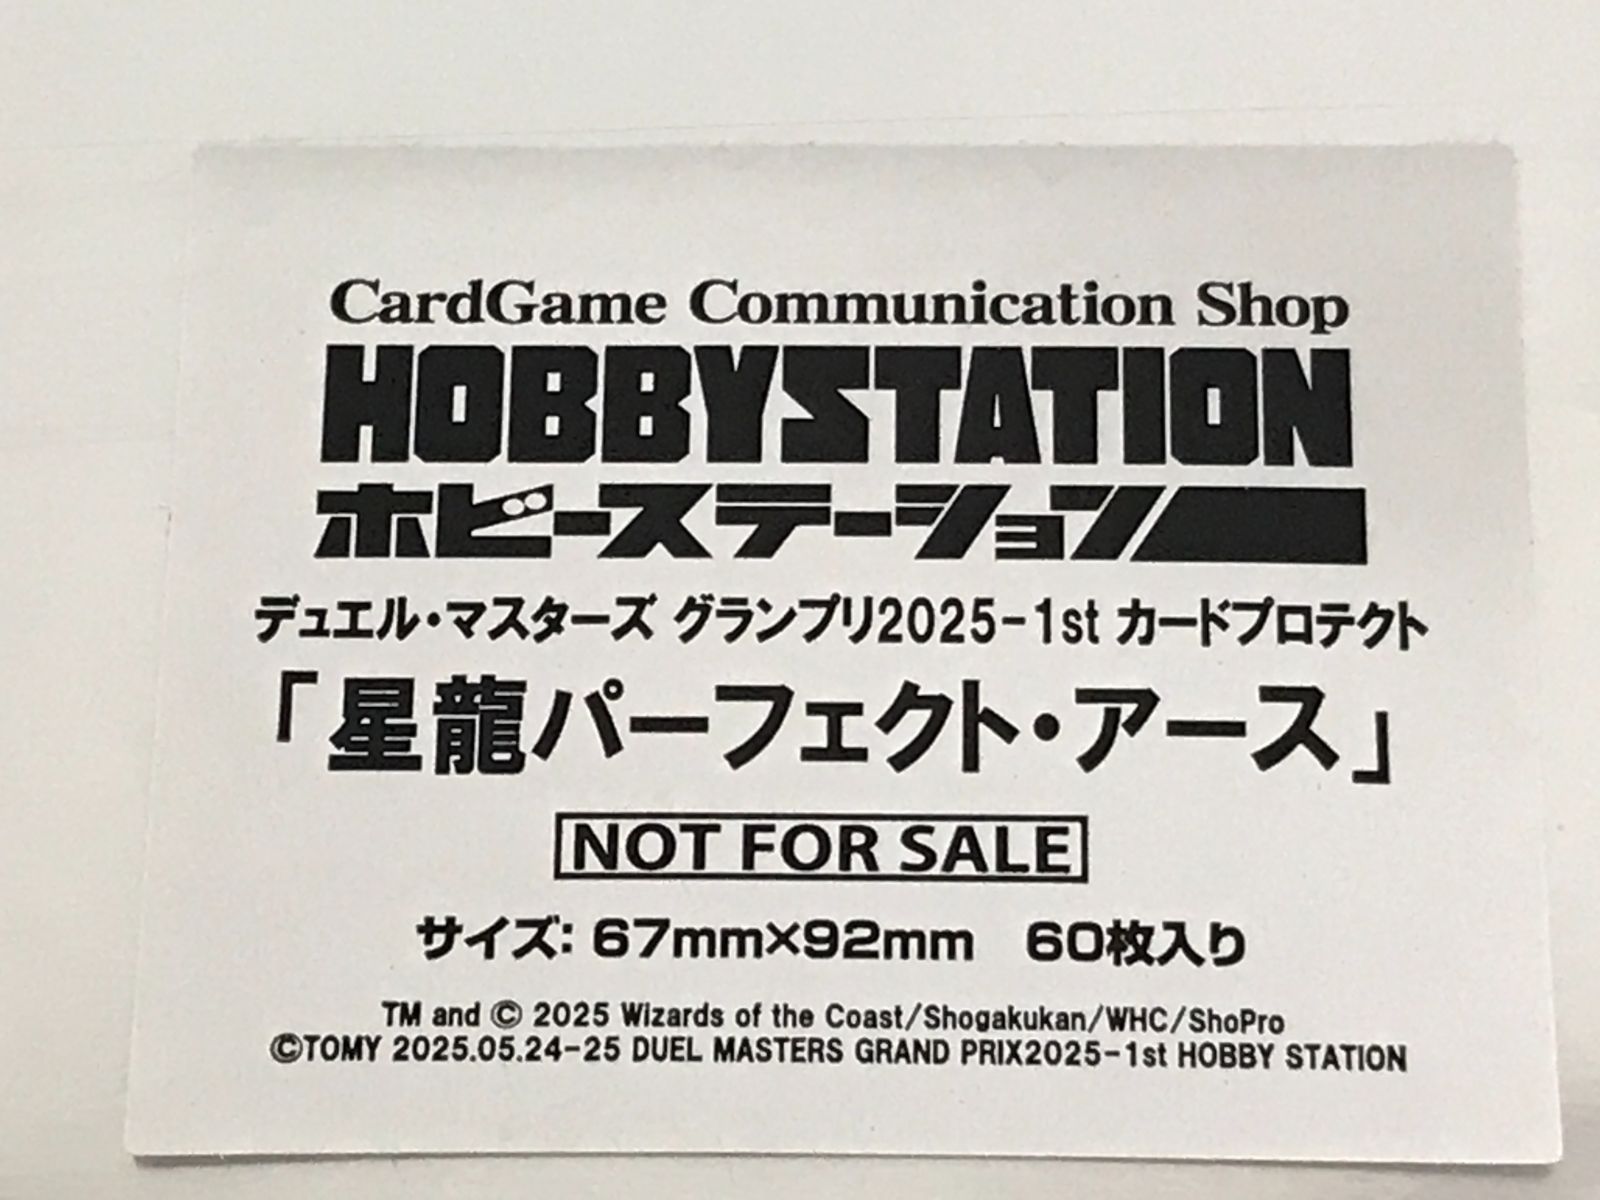 CardGame Communication Shop
HOBBYSTATION
ホビーステーション
デュエル・マスターズ グランプリ2025-1st カードプロテクト
「星龍パーフェクト・アース」
NOT FOR SALE
サイズ: 67mm×92mm 60枚入り
TM and © 2025 Wizards of the Coast/Shogakukan/WHC/ShoPro
©TOMY 2025.05.24-25 DUEL MASTERS GRAND PRIX2025-1st HOBBY STATION